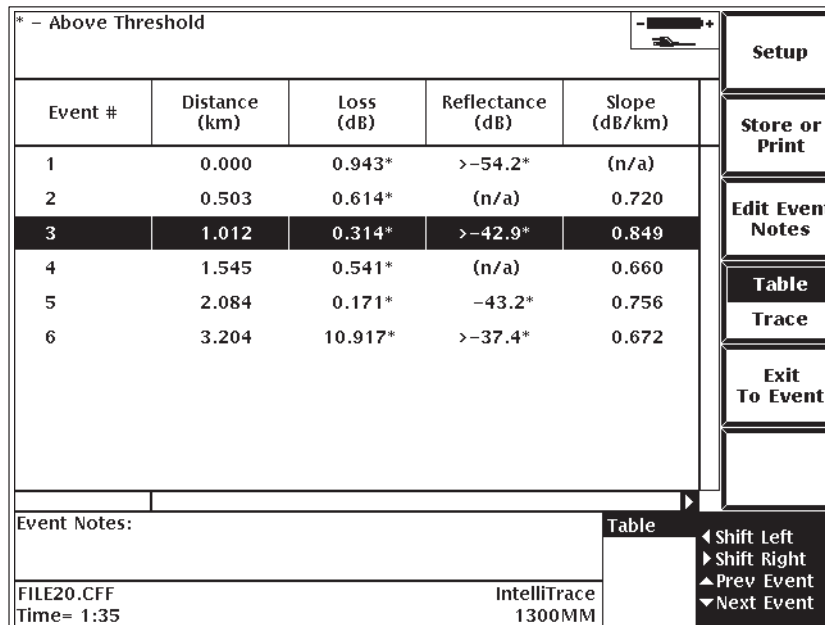 * – Above Threshold
– +
Setup
Event # Distance (km) Loss (dB) Reflectance (dB) Slope (dB/km)
1 0.000 0.943* >–54.2* (n/a)
2 0.503 0.614* (n/a) 0.720
3 1.012 0.314* >–42.9* 0.849
4 1.545 0.541* (n/a) 0.660
5 2.084 0.171* –43.2* 0.756
6 3.204 10.917* >–37.4* 0.672
Store or
Print
Edit Event
Notes
Table
Trace
Exit
To Event
Event Notes:
Table
Shift Left
Shift Right
Prev Event
Next Event
FILE20.CFF IntelliTrace
Time= 1:35 1300MM